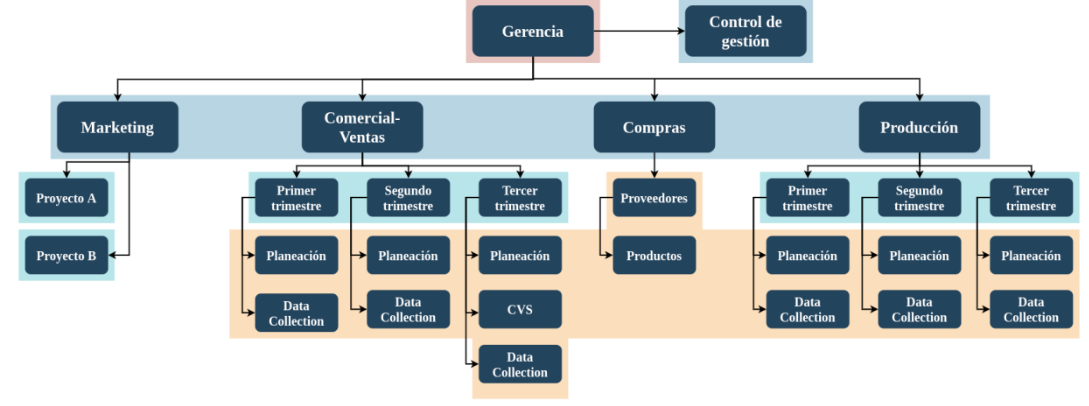 Gerencia
Control de
gestión
Marketing
Comercial-
Ventas
Compras
Producción
Proyecto A
Primer
trimestre
Segundo
trimestre
Tercer
trimestre
Proveedores
Primer
trimestre
Segundo
trimestre
Tercer
trimestre
Proyecto B
Planeación
Planeación
Planeación
Productos
Planeación
Planeación
Planeación
Data
Collection
Data
Collection
CVS
Data
Collection
Data
Collection
Data
Collection
Data
Collection